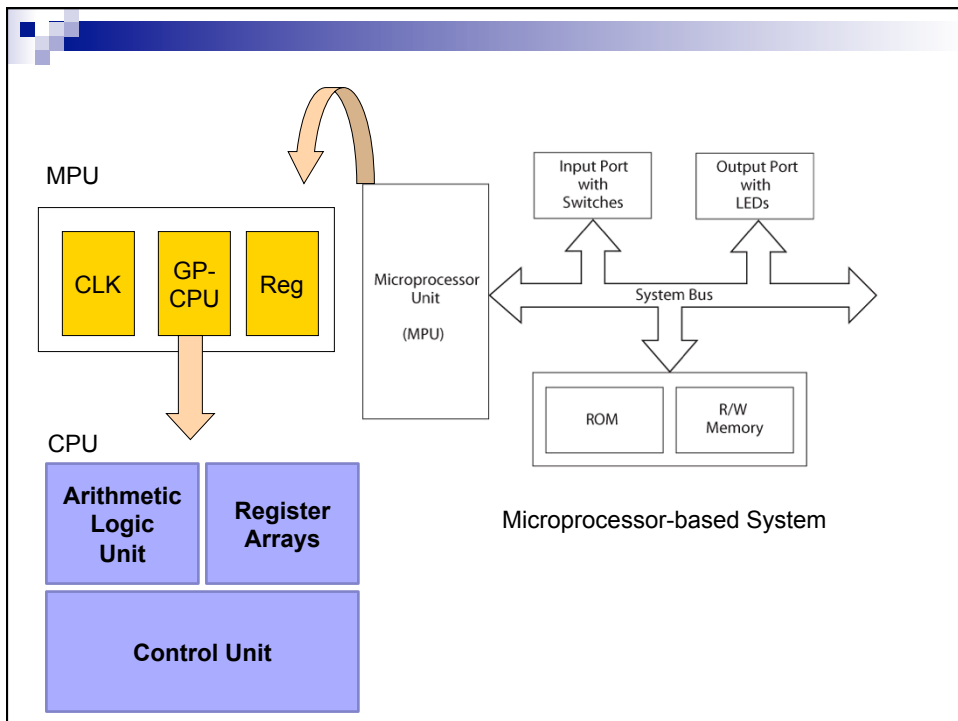 MPU
CLK
GP-
CPU
Reg
CPU
Arithmetic
Logic
Unit
Register
Arrays
Control Unit
Microprocessor
Unit
(MPU)
Input Port
with
Switches
Output Port
with
LEDs
System Bus
ROM
R/W
Memory
Microprocessor-based System